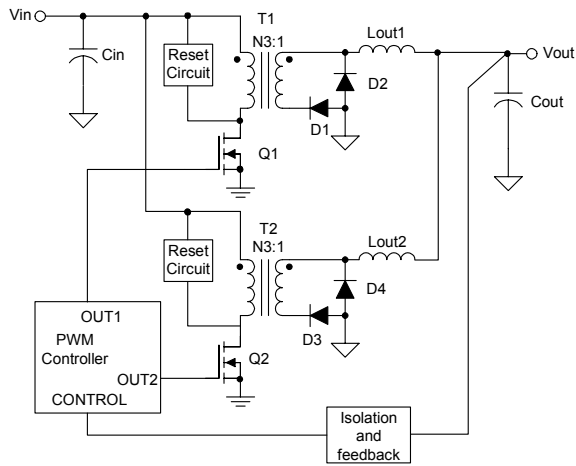 Vin
T1
N3:1
Lout1
Vout
Reset
Circuit
Cin
D2
D1
Cout
Q1
T2
N3:1
Lout2
Reset
Circuit
D4
D3
OUT1
PWM
Controller
OUT2
Q2
CONTROL
Isolation
and
feedback